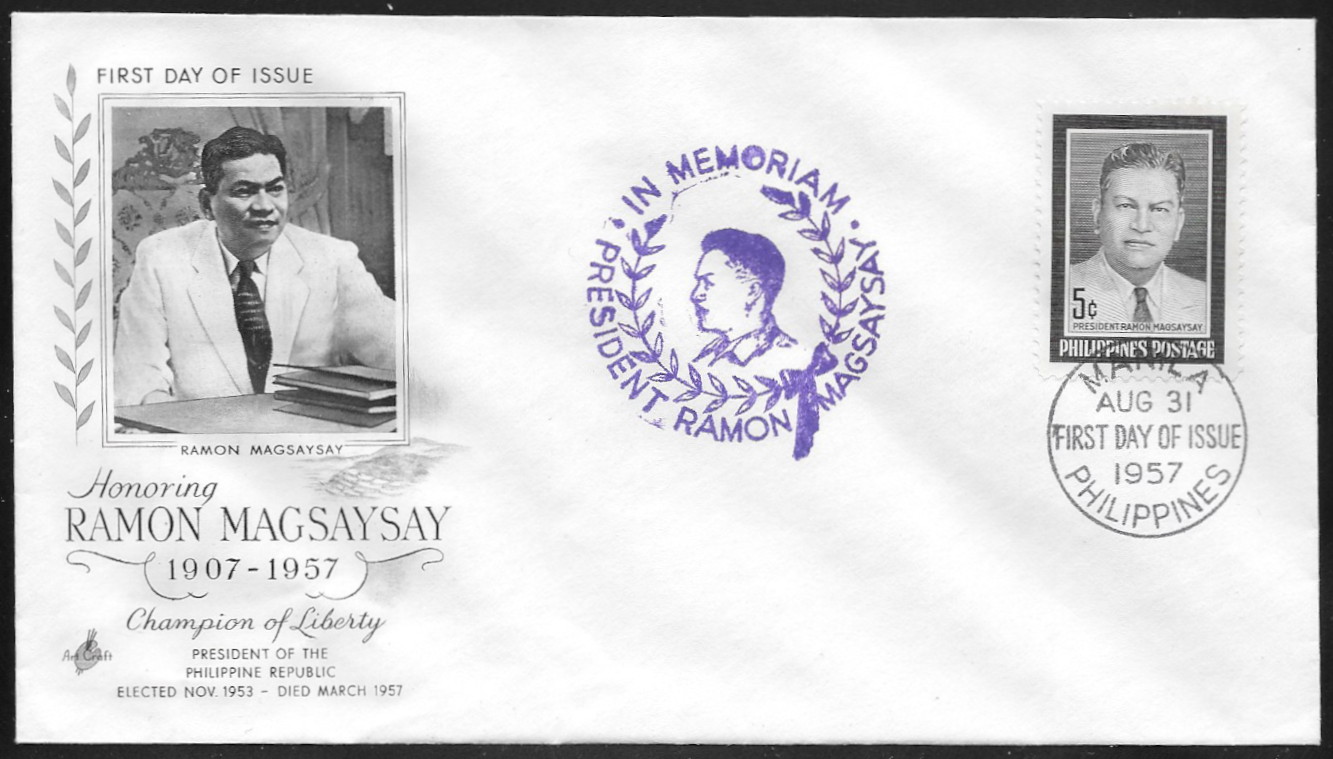 FIRST DAY OF ISSUE
RAMON MAGSAYSAY
Honoring
RAMON MAGSAYSAY
1907-1957
Champion of Liberty
Art Craft
PRESIDENT OF THE
PHILIPPINE REPUBLIC
ELECTED NOV. 1953 - DIED MARCH 1957
· IN MEMORIAM ·
PRESIDENT RAMON MAGSAYSAY
5¢
PRESIDENT RAMON MAGSAYSAY
PHILIPPINES POSTAGE
MANILA
AUG 31
FIRST DAY OF ISSUE
1957
PHILIPPINES